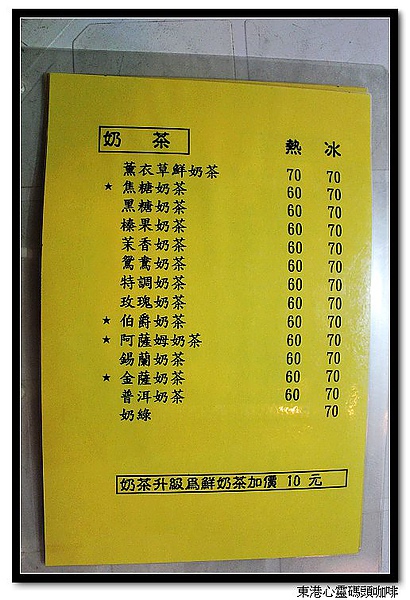 奶茶 熱 冰
薰衣草鮮奶茶 70 70
★ 焦糖奶茶 60 70
黑糖奶茶 60 70
榛果奶茶 60 70
茉香奶茶 60 70
鴛鴦奶茶 60 70
特調奶茶 60 70
玫瑰奶茶 60 70
★ 伯爵奶茶 60 70
★ 阿薩姆奶茶 60 70
錫蘭奶茶 60 70
★ 金薩奶茶 60 70
普洱奶茶 60 70
奶綠 70
奶茶升級爲鮮奶茶加價 10 元
東港心靈碼頭咖啡